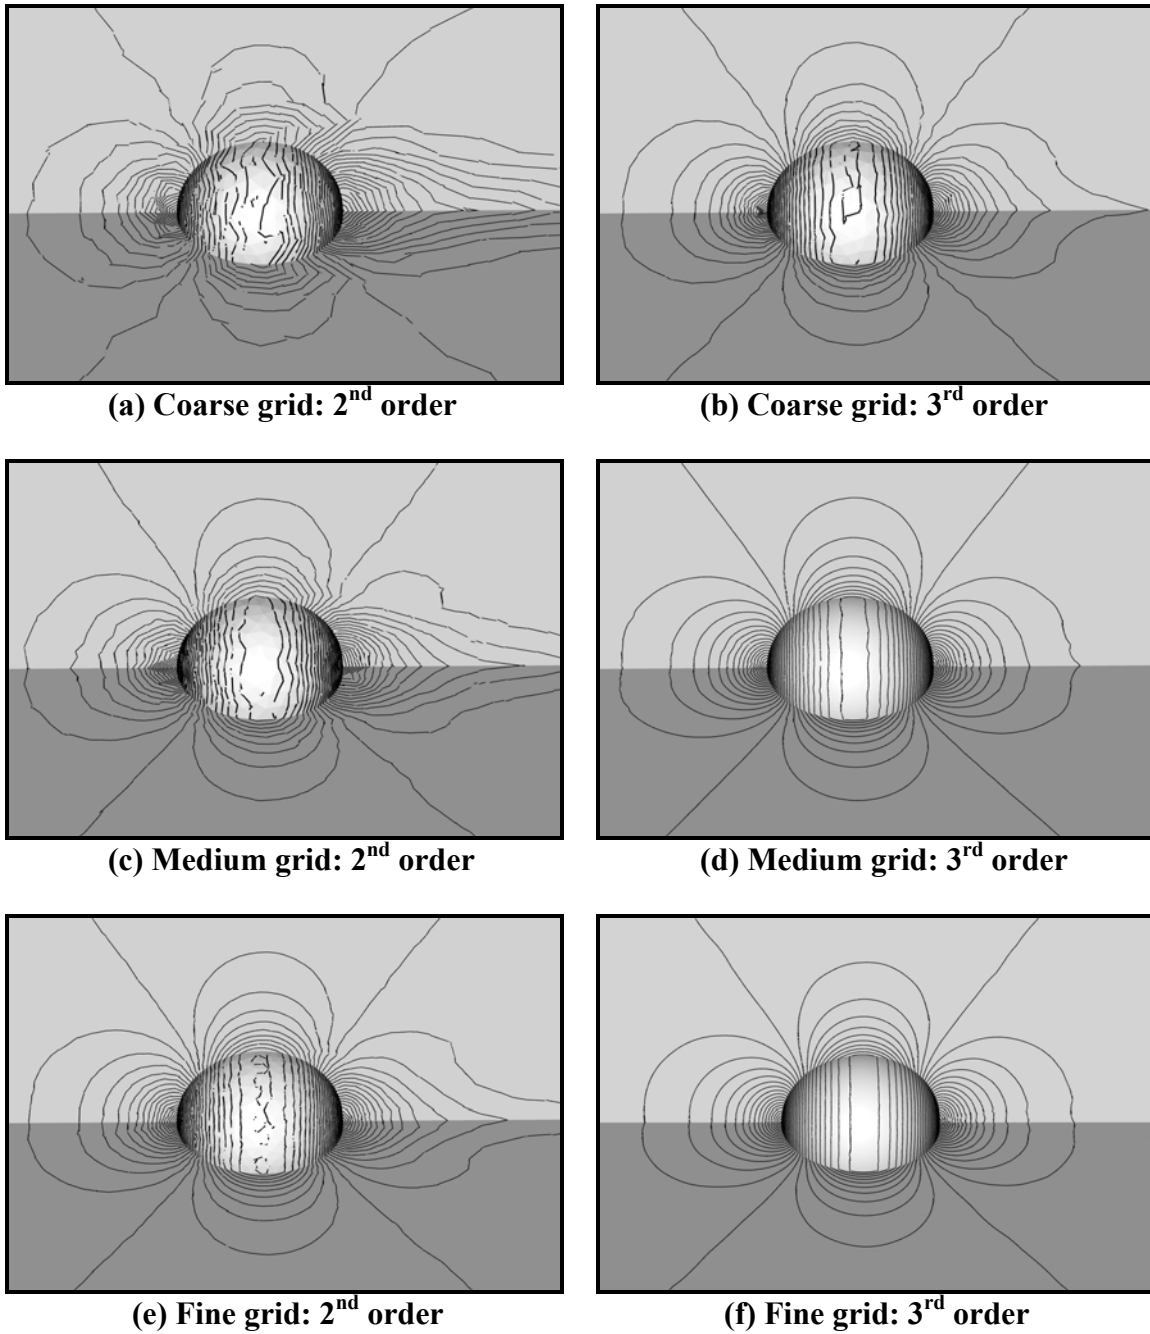 (a) Coarse grid: 2nd order
(b) Coarse grid: 3rd order
(c) Medium grid: 2nd order
(d) Medium grid: 3rd order
(e) Fine grid: 2nd order
(f) Fine grid: 3rd order